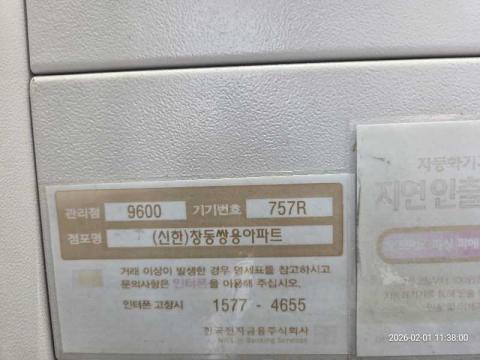 관리점 9600 기기번호 757R
점포명 (신한)창동쌍용아파트
거래 이상이 발생한 경우 명세표를 참고하시고
문의사항은 인터폰을 이용해 주십시오.
인터폰 고장시 1577 - 4655
한국전자금융주식회사
자동화기
지연인출
피해
2026-02-01 11:38:00